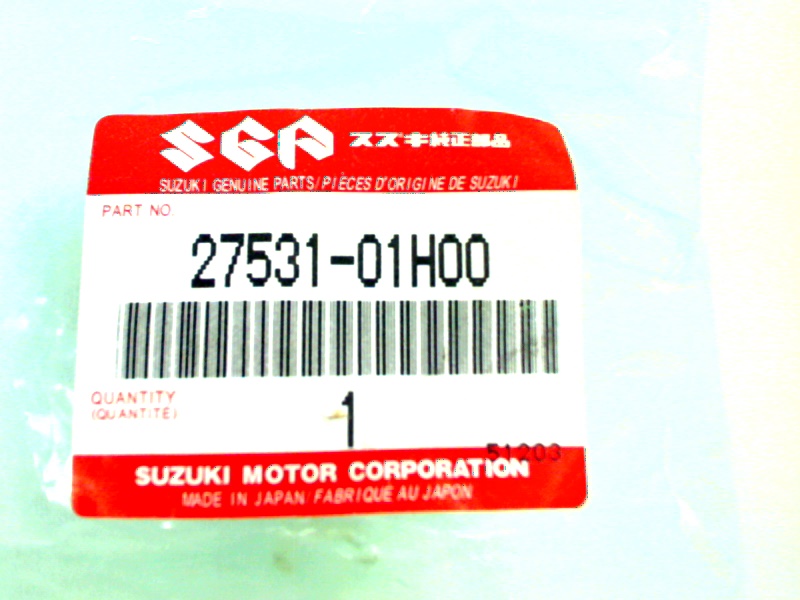 SGP スズキ純正部品
SUZUKI GENUINE PARTS/PIÈCES D'ORIGINE DE SUZUKI
PART NO.
27531-01H00
QUANTITY
(QUANTITÉ)
1
51203
SUZUKI MOTOR CORPORATION
MADE IN JAPAN/FABRIQUÉ AU JAPON